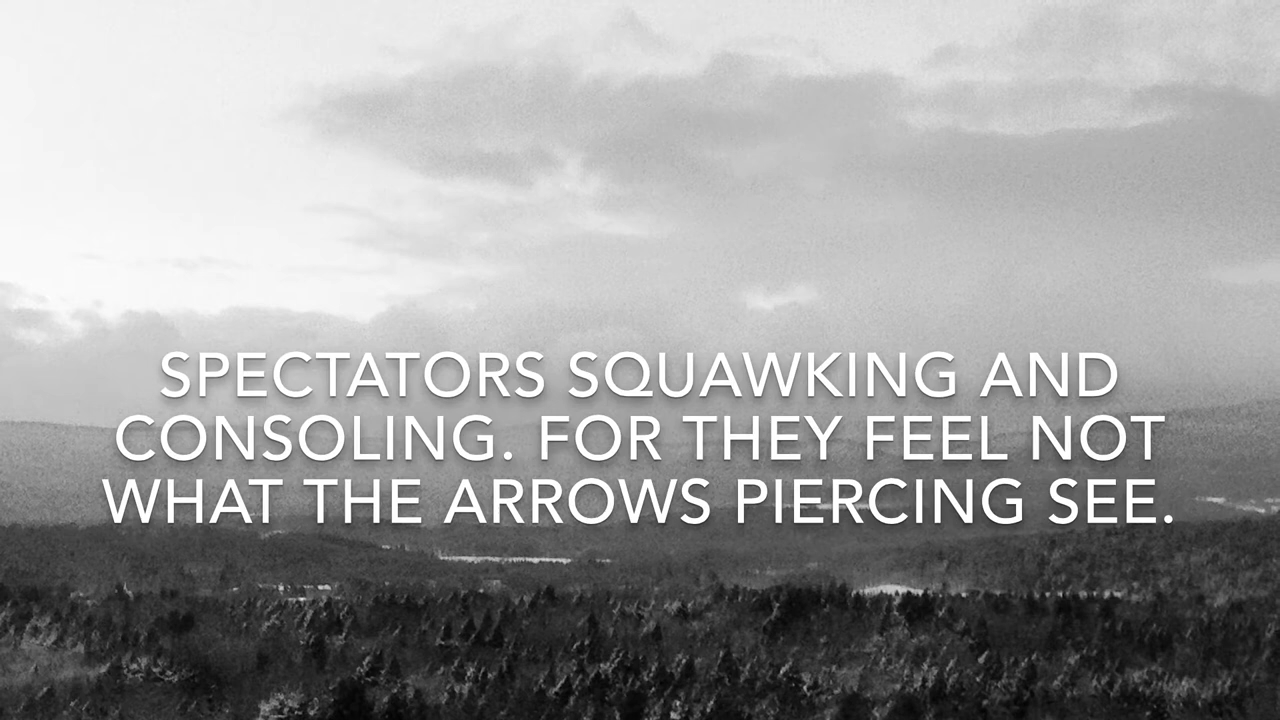 SPECTATORS SQUAWKING AND
CONSOLING. FOR THEY FEEL NOT
WHAT THE ARROWS PIERCING SEE.